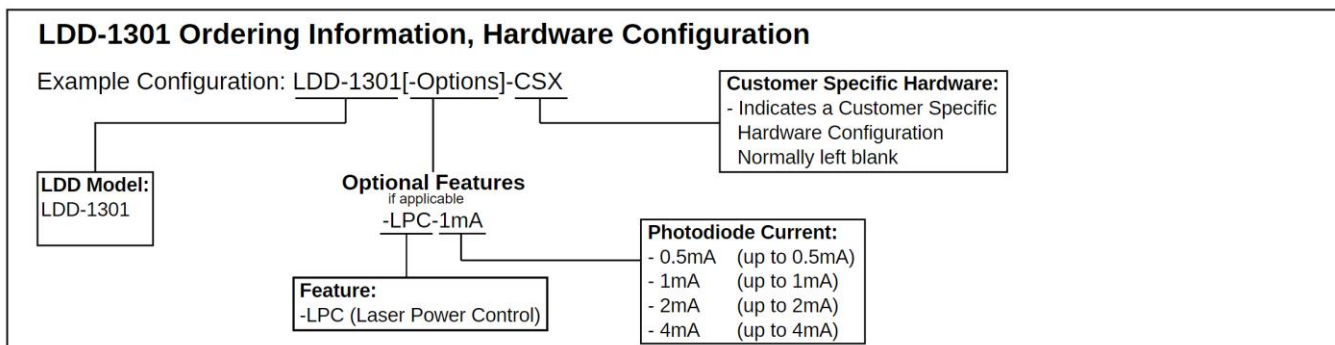 LDD-1301 Ordering Information, Hardware Configuration
Example Configuration: LDD-1301[-Options]-CSX
Customer Specific Hardware:
- Indicates a Customer Specific
Hardware Configuration
Normally left blank
LDD Model:
LDD-1301
Optional Features
if applicable
-LPC-1mA
Feature:
-LPC (Laser Power Control)
Photodiode Current:
- 0.5mA (up to 0.5mA)
- 1mA (up to 1mA)
- 2mA (up to 2mA)
- 4mA (up to 4mA)